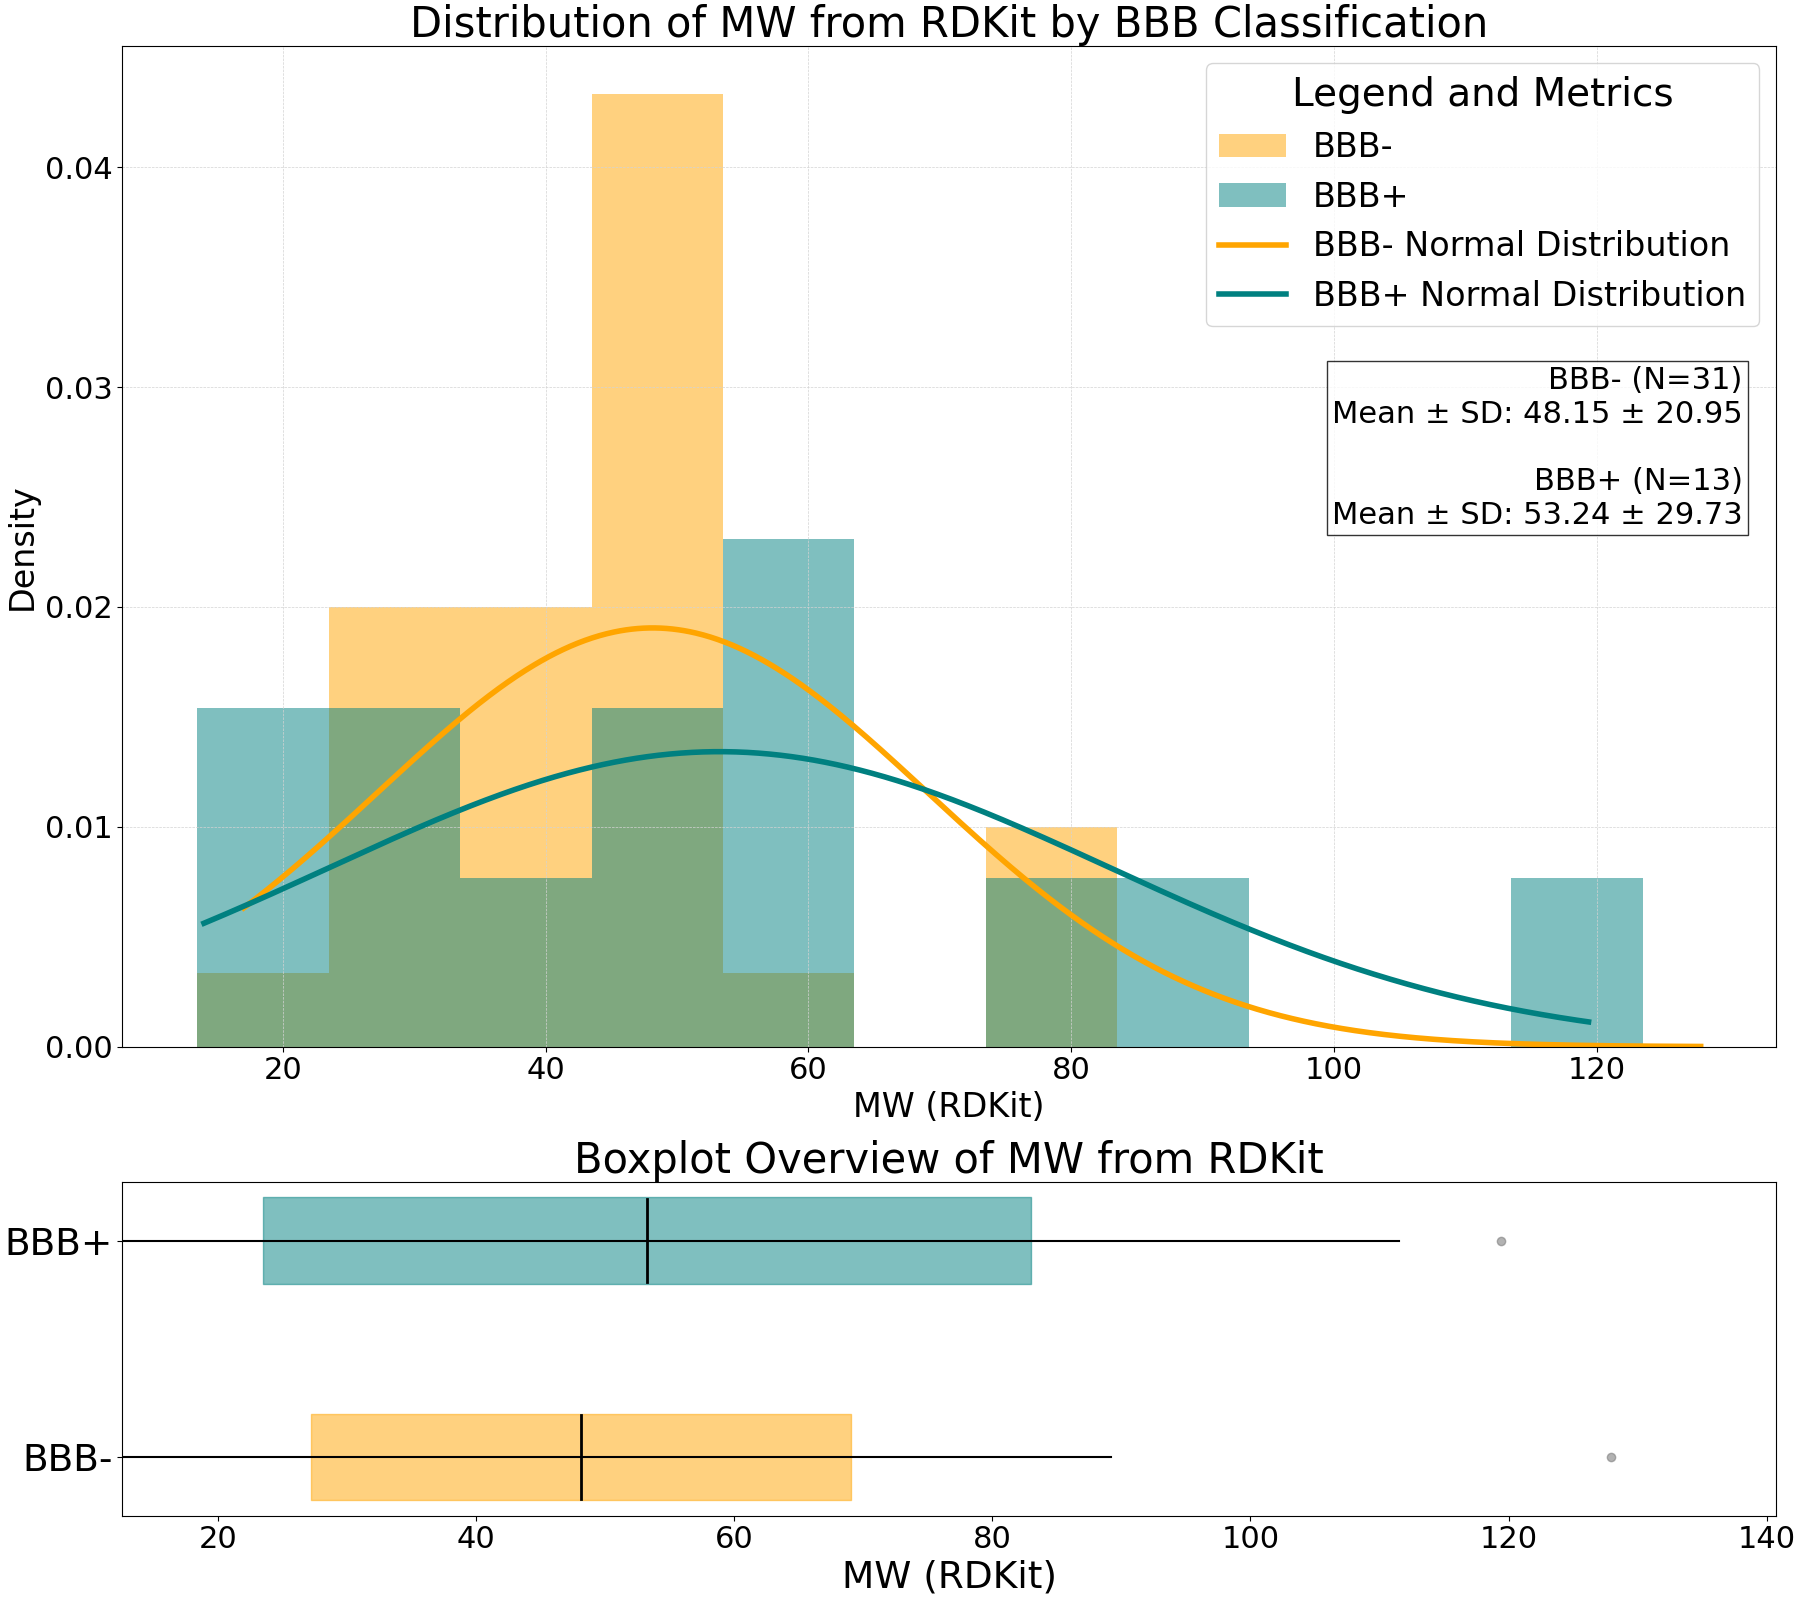 Distribution of MW from RDKit by BBB Classification
Legend and Metrics
BBB-
BBB+
BBB- Normal Distribution
BBB+ Normal Distribution
BBB- (N=31)
Mean ± SD: 48.15 ± 20.95
BBB+ (N=13)
Mean ± SD: 53.24 ± 29.73
Density
0.04
0.03
0.02
0.01
0.00
20 40 60 80 100 120
MW (RDKit)
Boxplot Overview of MW from RDKit
BBB+
BBB-
20 40 60 80 100 120 140
MW (RDKit)